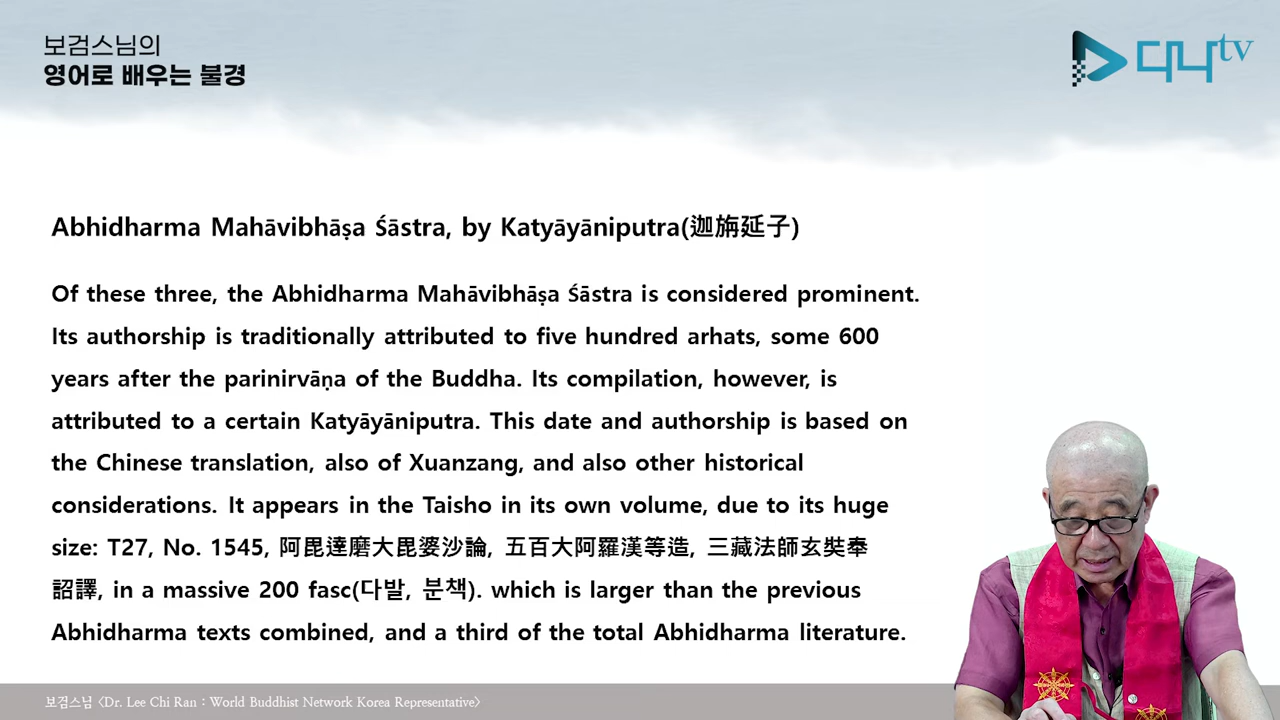 보검스님의
영어로 배우는 불경
다나tv
Abhidharma Mahāvibhāṣa Śāstra, by Katyāyāniputra(迦旃延子)
Of these three, the Abhidharma Mahāvibhāṣa Śāstra is considered prominent.
Its authorship is traditionally attributed to five hundred arhats, some 600
years after the parinirvāṇa of the Buddha. Its compilation, however, is
attributed to a certain Katyāyāniputra. This date and authorship is based on
the Chinese translation, also of Xuanzang, and also other historical
considerations. It appears in the Taisho in its own volume, due to its huge
size: T27, No. 1545, 阿毘達磨大毘婆沙論, 五百大阿羅漢等造, 三藏法師玄奘奉
詔譯, in a massive 200 fasc(다발, 분책). which is larger than the previous
Abhidharma texts combined, and a third of the total Abhidharma literature.
보검스님 <Dr. Lee Chi Ran : World Buddhist Network Korea Representative>